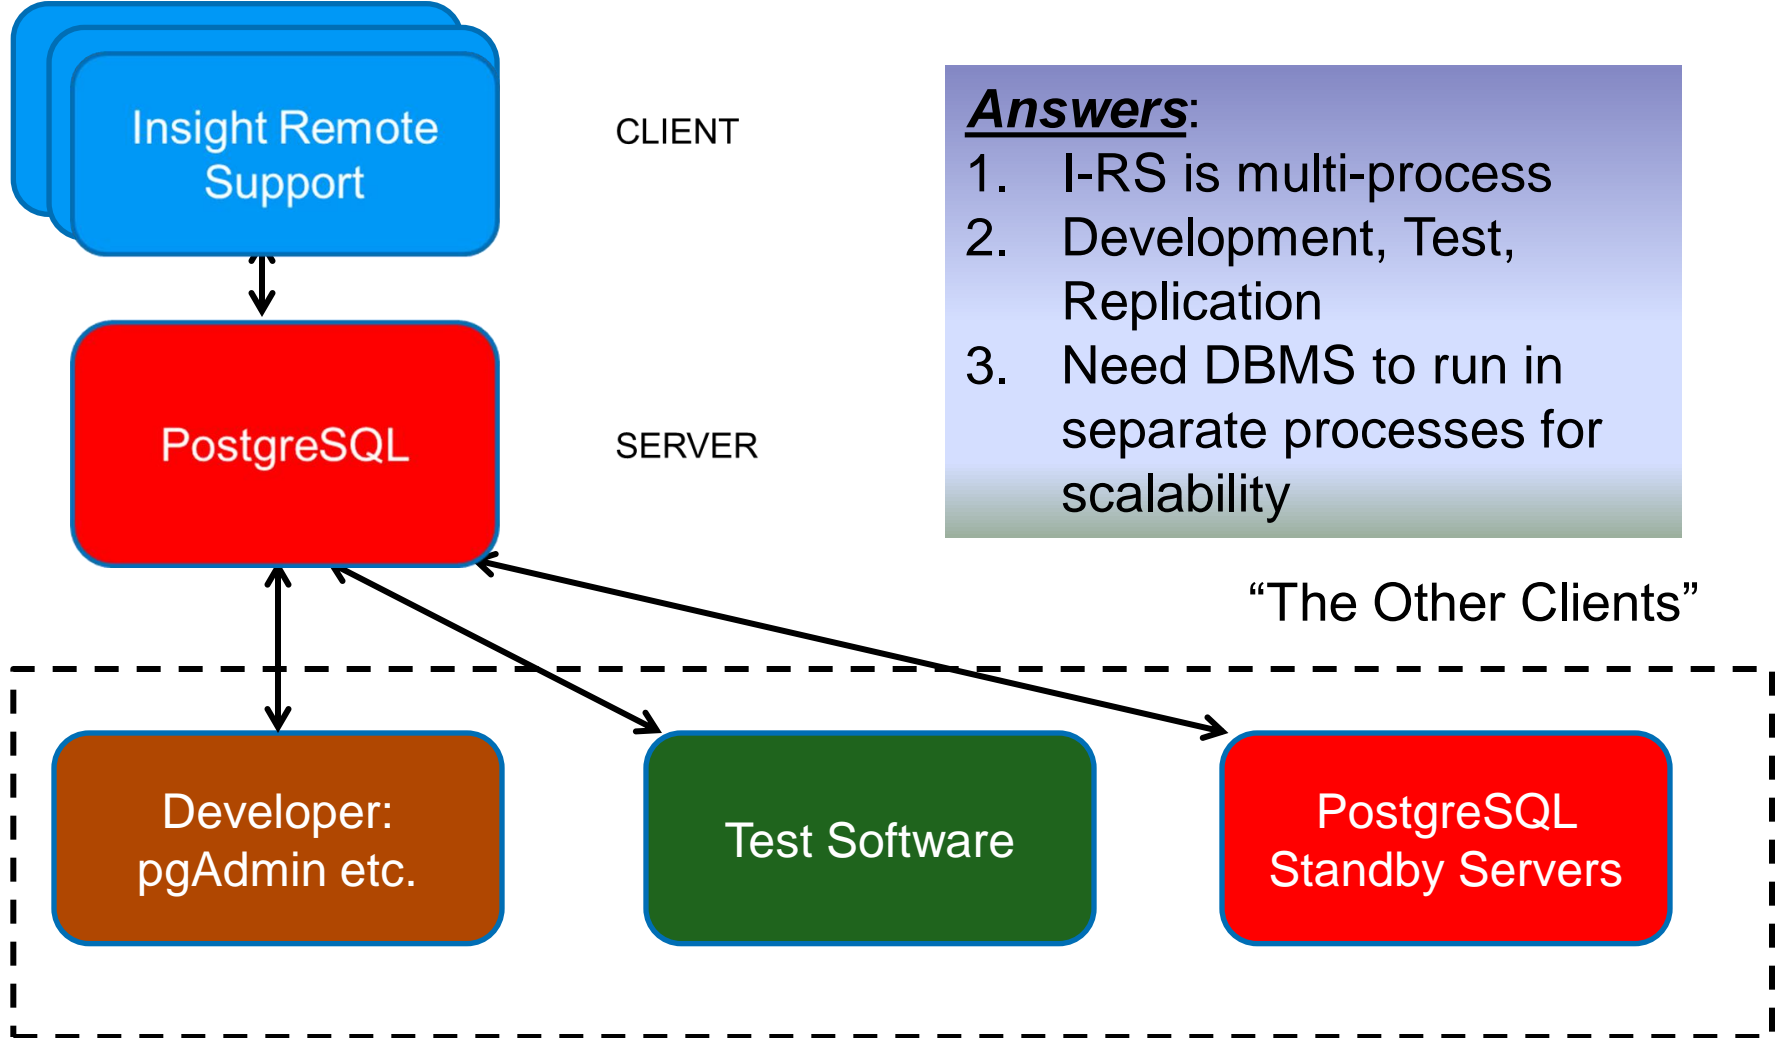 Insight Remote
Support
CLIENT
Answers:
1. I-RS is multi-process
2. Development, Test,
Replication
3. Need DBMS to run in
separate processes for
scalability
PostgreSQL
SERVER
“The Other Clients”
Developer:
pgAdmin etc.
Test Software
PostgreSQL
Standby Servers